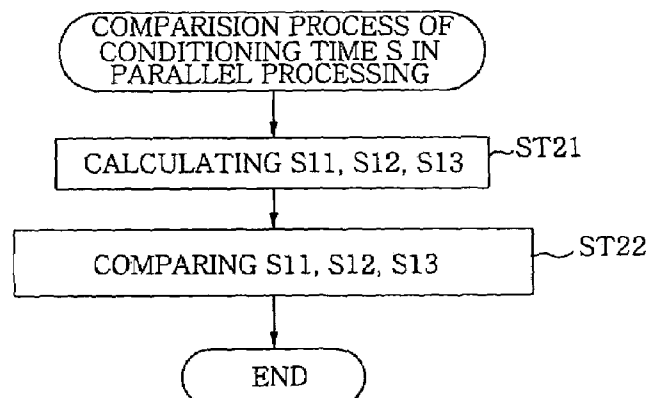 COMPARISION PROCESS OF
CONDITIONING TIME S IN
PARALLEL PROCESSING
CALCULATING S11, S12, S13
ST21
COMPARING S11, S12, S13
ST22
END